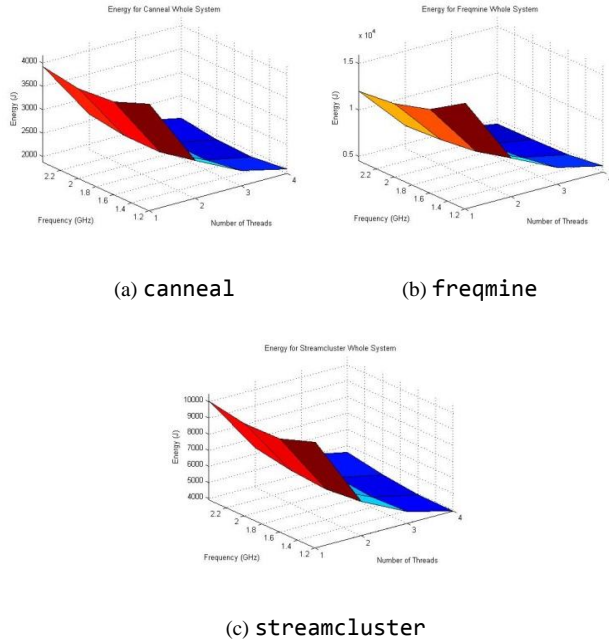 Energy for Canneal Whole System
4000
3500
3000
2500
2000
Energy (J)
2.2
2
1.8
1.6
1.4
1.2
Frequency (GHz)
1
2
3
4
Number of Threads
(a) canneal
Energy for Freqmine Whole System
x 10⁴
1.5
1
0.5
Energy (J)
2.2
2
1.8
1.6
1.4
1.2
Frequency (GHz)
1
2
3
4
Number of Threads
(b) freqmine
Energy for Streamcluster Whole System
10000
9000
8000
7000
6000
5000
4000
Energy (J)
2.2
2
1.8
1.6
1.4
1.2
Frequency (GHz)
1
2
3
4
Number of Threads
(c) streamcluster